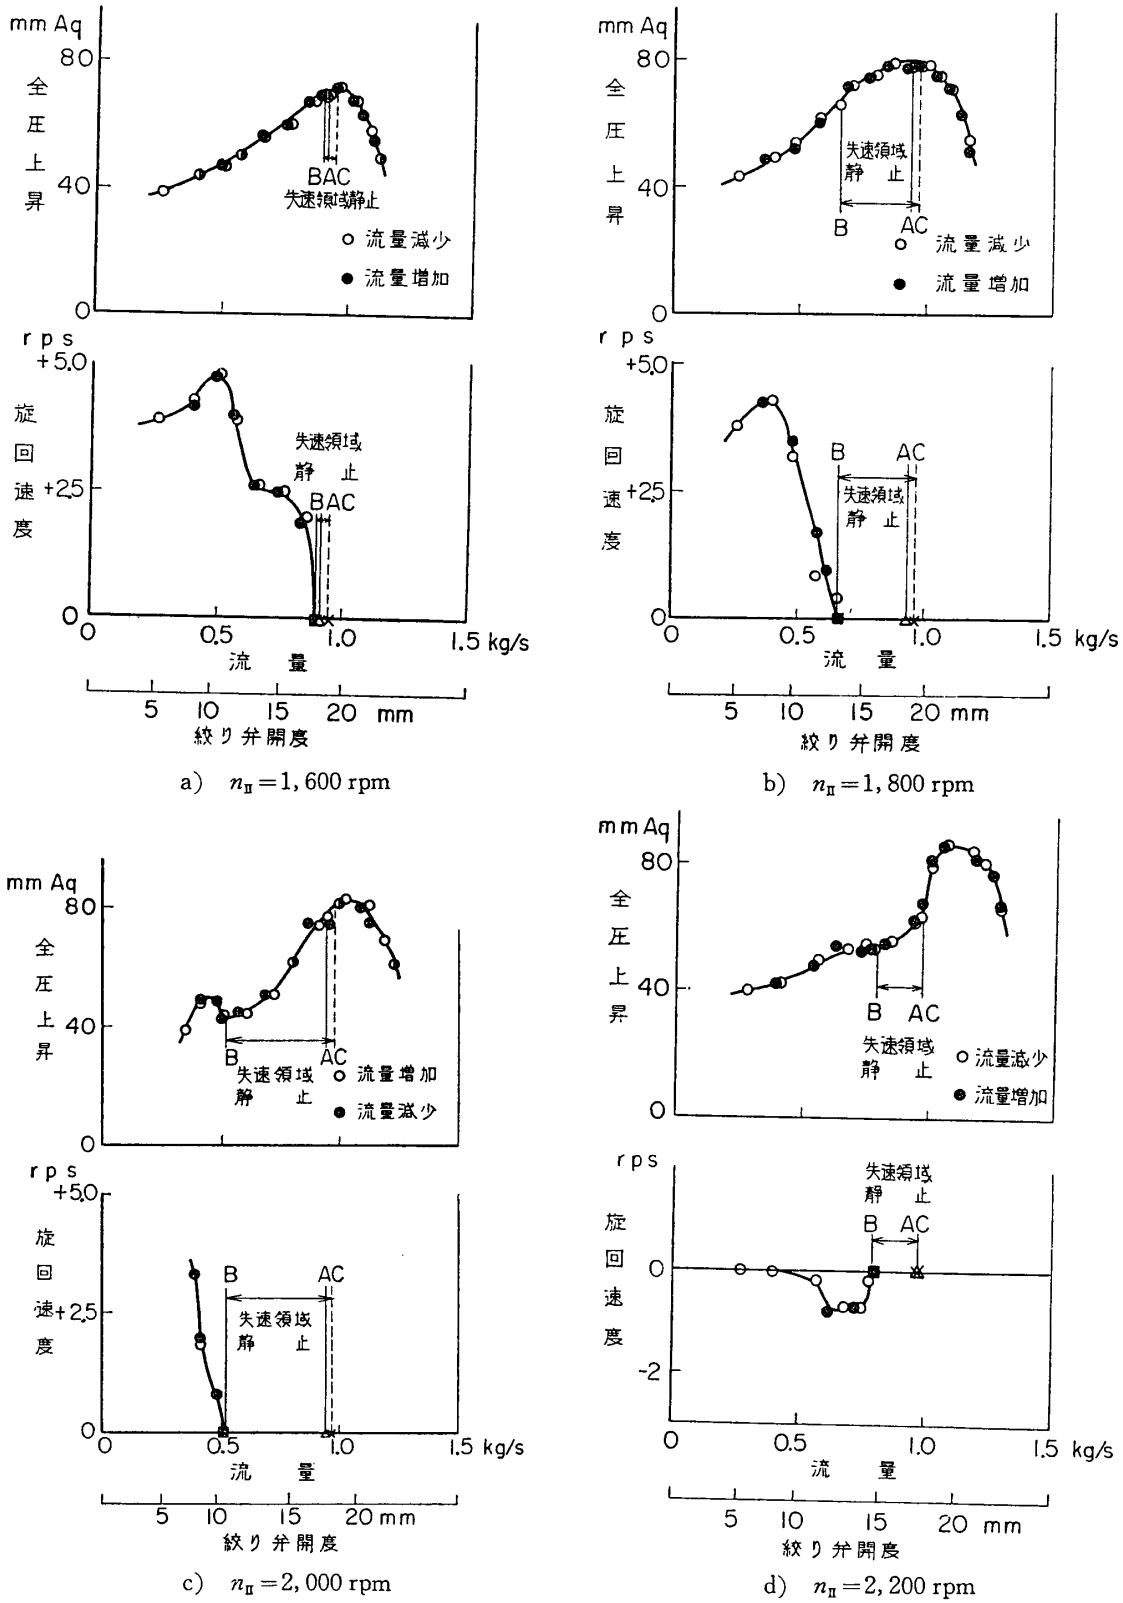 mm Aq
80
全圧上昇
40
0
BAC
失速領域静止
○ 流量減少
● 流量増加
rps
+5.0
旋回速度
+2.5
0
失速領域
静 止
BAC
0 0.5 1.0 1.5 kg/s
流 量
5 10 15 20 mm
絞り弁開度
a) nⅡ=1,600 rpm
mm Aq
80
全圧上昇
40
0
失速領域
静 止
B AC
○ 流量減少
● 流量増加
rps
+5.0
旋回速度
+2.5
0
B AC
失速領域
静 止
0 0.5 1.0 1.5 kg/s
流 量
5 10 15 20 mm
絞り弁開度
b) nⅡ=1,800 rpm
mm Aq
80
全圧上昇
40
0
B AC
失速領域
静 止
○ 流量増加
● 流量減少
rps
+5.0
旋回速度
+2.5
0
B AC
失速領域
静 止
0 0.5 1.0 1.5 kg/s
流 量
5 10 15 20 mm
絞り弁開度
c) nⅡ=2,000 rpm
mm Aq
80
全圧上昇
40
0
B AC
失速領域
静 止
○ 流量減少
● 流量増加
rps
旋回速度
0
-2
失速領域
静 止
B AC
0 0.5 1.0 1.5 kg/s
流 量
5 10 15 20 mm
絞り弁開度
d) nⅡ=2,200 rpm